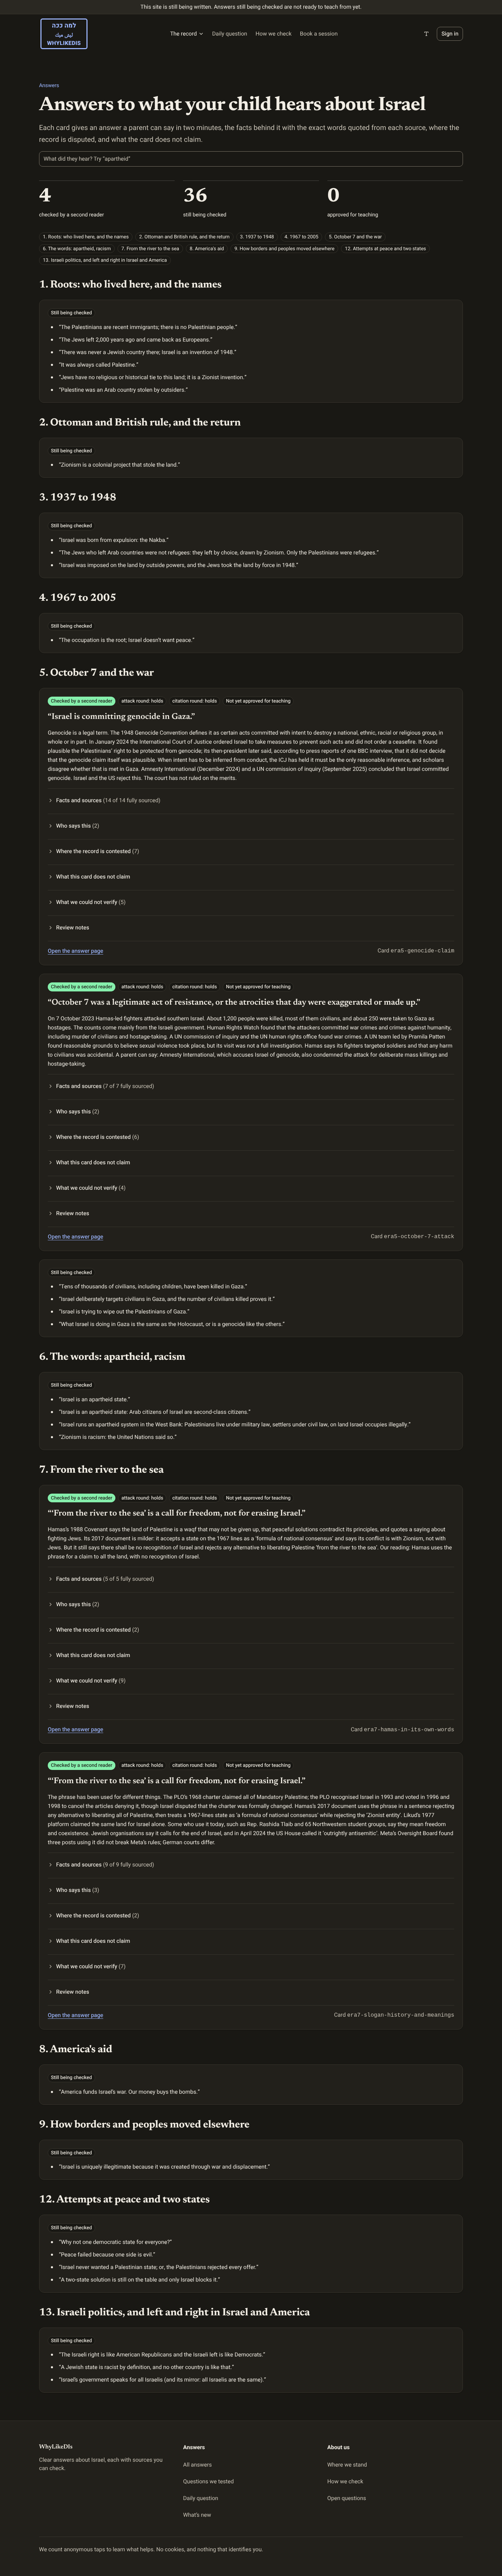 This site is still being written. Answers still being checked are not ready to teach from.
למה ככה
ليش هيك
WHYLIKEDIS
The record
Daily question
How we check
Book a session
Sign in
Answers
Answers to what your child hears about Israel
Each card gives an answer a parent can say in two minutes, the facts behind it with the exact words quoted from each source, where the
record is disputed, and what the card does not claim.
What did they hear? Try "apartheid"
4
checked by a second reader
36
still being checked
0
approved for teaching
1. Roots: who lived here, and the names
2. Ottoman and British rule, and the return
3. 1937 to 1948
4. 1967 to 2005
5. October 7 and the war
6. The words: apartheid, racism
7. From the river to the sea
8. America's aid
9. How borders and peoples moved elsewhere
12. Attempts at peace and two states
13. Israeli politics, and left and right in Israel and America
1. Roots: who lived here, and the names
Still being checked
"The Palestinians are recent immigrants; there is no Palestinian people."
"The Jews left 2,000 years ago and came back as Europeans."
"There was never a Jewish country there; Israel is an invention of 1948."
"It was always called Palestine."
"Jews have no religious or historical tie to this land; it is a Zionist invention."
"Palestine was an Arab country stolen by outsiders."
2. Ottoman and British rule, and the return
Still being checked
"Zionism is a colonial project that stole the land."
3. 1937 to 1948
Still being checked
"Israel was born from expulsion: the Nakba."
"The Jews who left Arab countries were not refugees: they left by choice, drawn by Zionism. Only the Palestinians were refugees."
"Israel was imposed on the land by outside powers, and the Jews took the land by force in 1948."
4. 1967 to 2005
Still being checked
"The occupation is the root; Israel doesn't want peace."
5. October 7 and the war
Checked by a second reader
attack round: holds
citation round: holds
Not yet approved for teaching
"Israel is committing genocide in Gaza."
Genocide is a legal term. The 1948 Genocide Convention defines it as certain acts committed with intent to destroy a national, ethnic, racial or religious group, in
whole or in part. In January 2024 the International Court of Justice ordered Israel to take measures to prevent such acts and did not order a ceasefire. It found
plausible the Palestinians' right to be protected from genocide; its then-president later said, according to press reports of one BBC interview, that it did not decide
that the genocide claim itself was plausible. When intent has to be inferred from conduct, the ICJ has held it must be the only reasonable inference, and scholars
disagree whether that is met in Gaza. Amnesty International (December 2024) and a UN commission of inquiry (September 2025) concluded that Israel committed
genocide. Israel and the US reject this. The court has not ruled on the merits.
Facts and sources (14 of 14 fully sourced)
Who says this (2)
Where the record is contested (7)
What this card does not claim
What we could not verify (5)
Review notes
Open the answer page
Card era5-genocide-claim
Checked by a second reader
attack round: holds
citation round: holds
Not yet approved for teaching
"October 7 was a legitimate act of resistance, or the atrocities that day were exaggerated or made up."
On 7 October 2023 Hamas-led fighters attacked southern Israel. About 1,200 people were killed, most of them civilians, and about 250 were taken to Gaza as
hostages. The counts come mainly from the Israeli government. Human Rights Watch found that the attackers committed war crimes and crimes against humanity,
including murder of civilians and hostage-taking. A UN commission of inquiry and the UN human rights office found war crimes. A UN team led by Pramila Patten
found reasonable grounds to believe sexual violence took place, but its visit was not a full investigation. Hamas says its fighters targeted soldiers and that any harm
to civilians was accidental. A parent can say: Amnesty International, which accuses Israel of genocide, also condemned the attack for deliberate mass killings and
hostage-taking.
Facts and sources (7 of 7 fully sourced)
Who says this (2)
Where the record is contested (6)
What this card does not claim
What we could not verify (4)
Review notes
Open the answer page
Card era5-october-7-attack
Still being checked
"Tens of thousands of civilians, including children, have been killed in Gaza."
"Israel deliberately targets civilians in Gaza, and the number of civilians killed proves it."
"Israel is trying to wipe out the Palestinians of Gaza."
"What Israel is doing in Gaza is the same as the Holocaust, or is a genocide like the others."
6. The words: apartheid, racism
Still being checked
"Israel is an apartheid state."
"Israel is an apartheid state: Arab citizens of Israel are second-class citizens."
"Israel runs an apartheid system in the West Bank: Palestinians live under military law, settlers under civil law, on land Israel occupies illegally."
"Zionism is racism: the United Nations said so."
7. From the river to the sea
Checked by a second reader
attack round: holds
citation round: holds
Not yet approved for teaching
"'From the river to the sea' is a call for freedom, not for erasing Israel."
Hamas's 1988 Covenant says the land of Palestine is a waqf that may not be given up, that peaceful solutions contradict its principles, and quotes a saying about
fighting Jews. Its 2017 document is milder: it accepts a state on the 1967 lines as a 'formula of national consensus' and says its conflict is with Zionism, not with
Jews. But it still says there shall be no recognition of Israel and rejects any alternative to liberating Palestine 'from the river to the sea'. Our reading: Hamas uses the
phrase for a claim to all the land, with no recognition of Israel.
Facts and sources (5 of 5 fully sourced)
Who says this (2)
Where the record is contested (2)
What this card does not claim
What we could not verify (9)
Review notes
Open the answer page
Card era7-hamas-in-its-own-words
Checked by a second reader
attack round: holds
citation round: holds
Not yet approved for teaching
"'From the river to the sea' is a call for freedom, not for erasing Israel."
The phrase has been used for different things. The PLO's 1968 charter claimed all of Mandatory Palestine; the PLO recognised Israel in 1993 and voted in 1996 and
1998 to cancel the articles denying it, though Israel disputed that the charter was formally changed. Hamas's 2017 document uses the phrase in a sentence rejecting
any alternative to liberating all of Palestine, then treats a 1967-lines state as 'a formula of national consensus' while rejecting the 'Zionist entity'. Likud's 1977
platform claimed the same land for Israel alone. Some who use it today, such as Rep. Rashida Tlaib and 65 Northwestern student groups, say they mean freedom
and coexistence. Jewish organisations say it calls for the end of Israel, and in April 2024 the US House called it 'outrightly antisemitic'. Meta's Oversight Board found
three posts using it did not break Meta's rules; German courts differ.
Facts and sources (9 of 9 fully sourced)
Who says this (3)
Where the record is contested (2)
What this card does not claim
What we could not verify (7)
Review notes
Open the answer page
Card era7-slogan-history-and-meanings
8. America's aid
Still being checked
"America funds Israel's war. Our money buys the bombs."
9. How borders and peoples moved elsewhere
Still being checked
"Israel is uniquely illegitimate because it was created through war and displacement."
12. Attempts at peace and two states
Still being checked
"Why not one democratic state for everyone?"
"Peace failed because one side is evil."
"Israel never wanted a Palestinian state; or, the Palestinians rejected every offer."
"A two-state solution is still on the table and only Israel blocks it."
13. Israeli politics, and left and right in Israel and America
Still being checked
"The Israeli right is like American Republicans and the Israeli left is like Democrats."
"A Jewish state is racist by definition, and no other country is like that."
"Israel's government speaks for all Israelis (and its mirror: all Israelis are the same)."
WhyLikeDis
Clear answers about Israel, each with sources you
can check.
Answers
All answers
Questions we tested
Daily question
What's new
About us
Where we stand
How we check
Open questions
We count anonymous taps to learn what helps. No cookies, and nothing that identifies you.